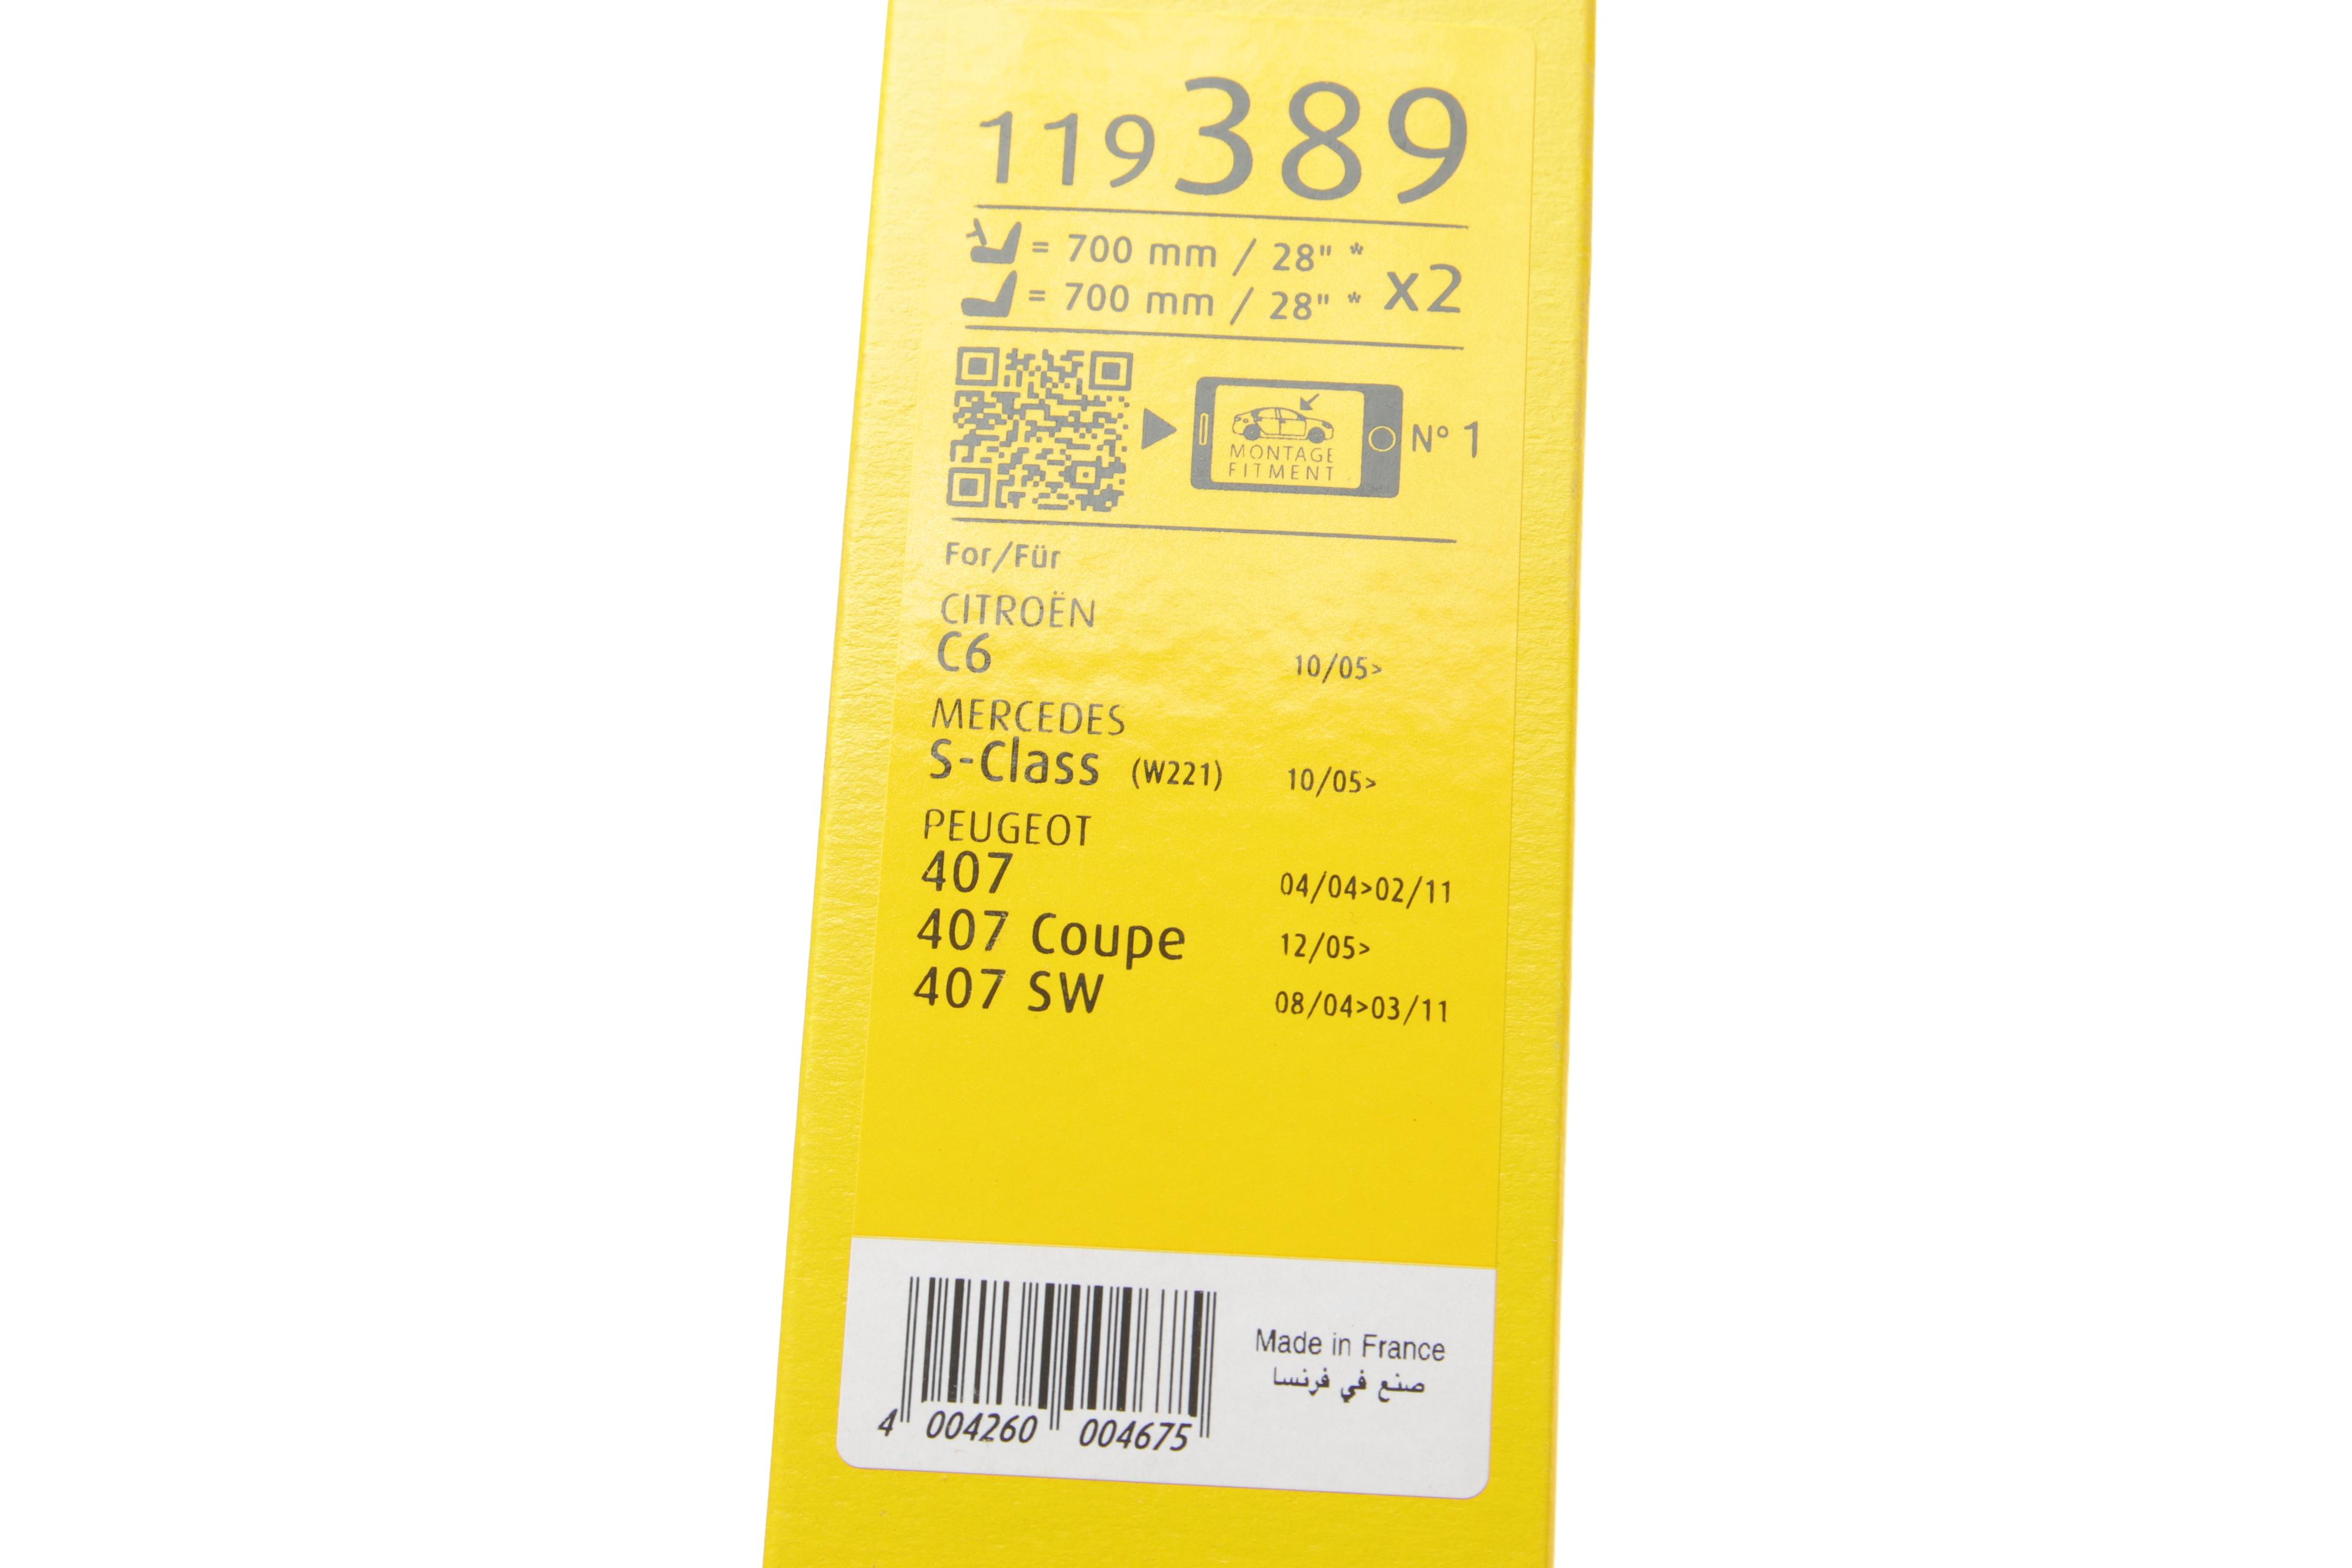 119389
= 700 mm / 28" *
= 700 mm / 28" *
x2
MONTAGE
FITMENT
N° 1
For/Für
CITROËN
C6 10/05>
MERCEDES
S-Class (W221) 10/05>
PEUGEOT
407 04/04>02/11
407 Coupe 12/05>
407 SW 08/04>03/11
Made in France
صنع في فرنسا
4 004260 004675